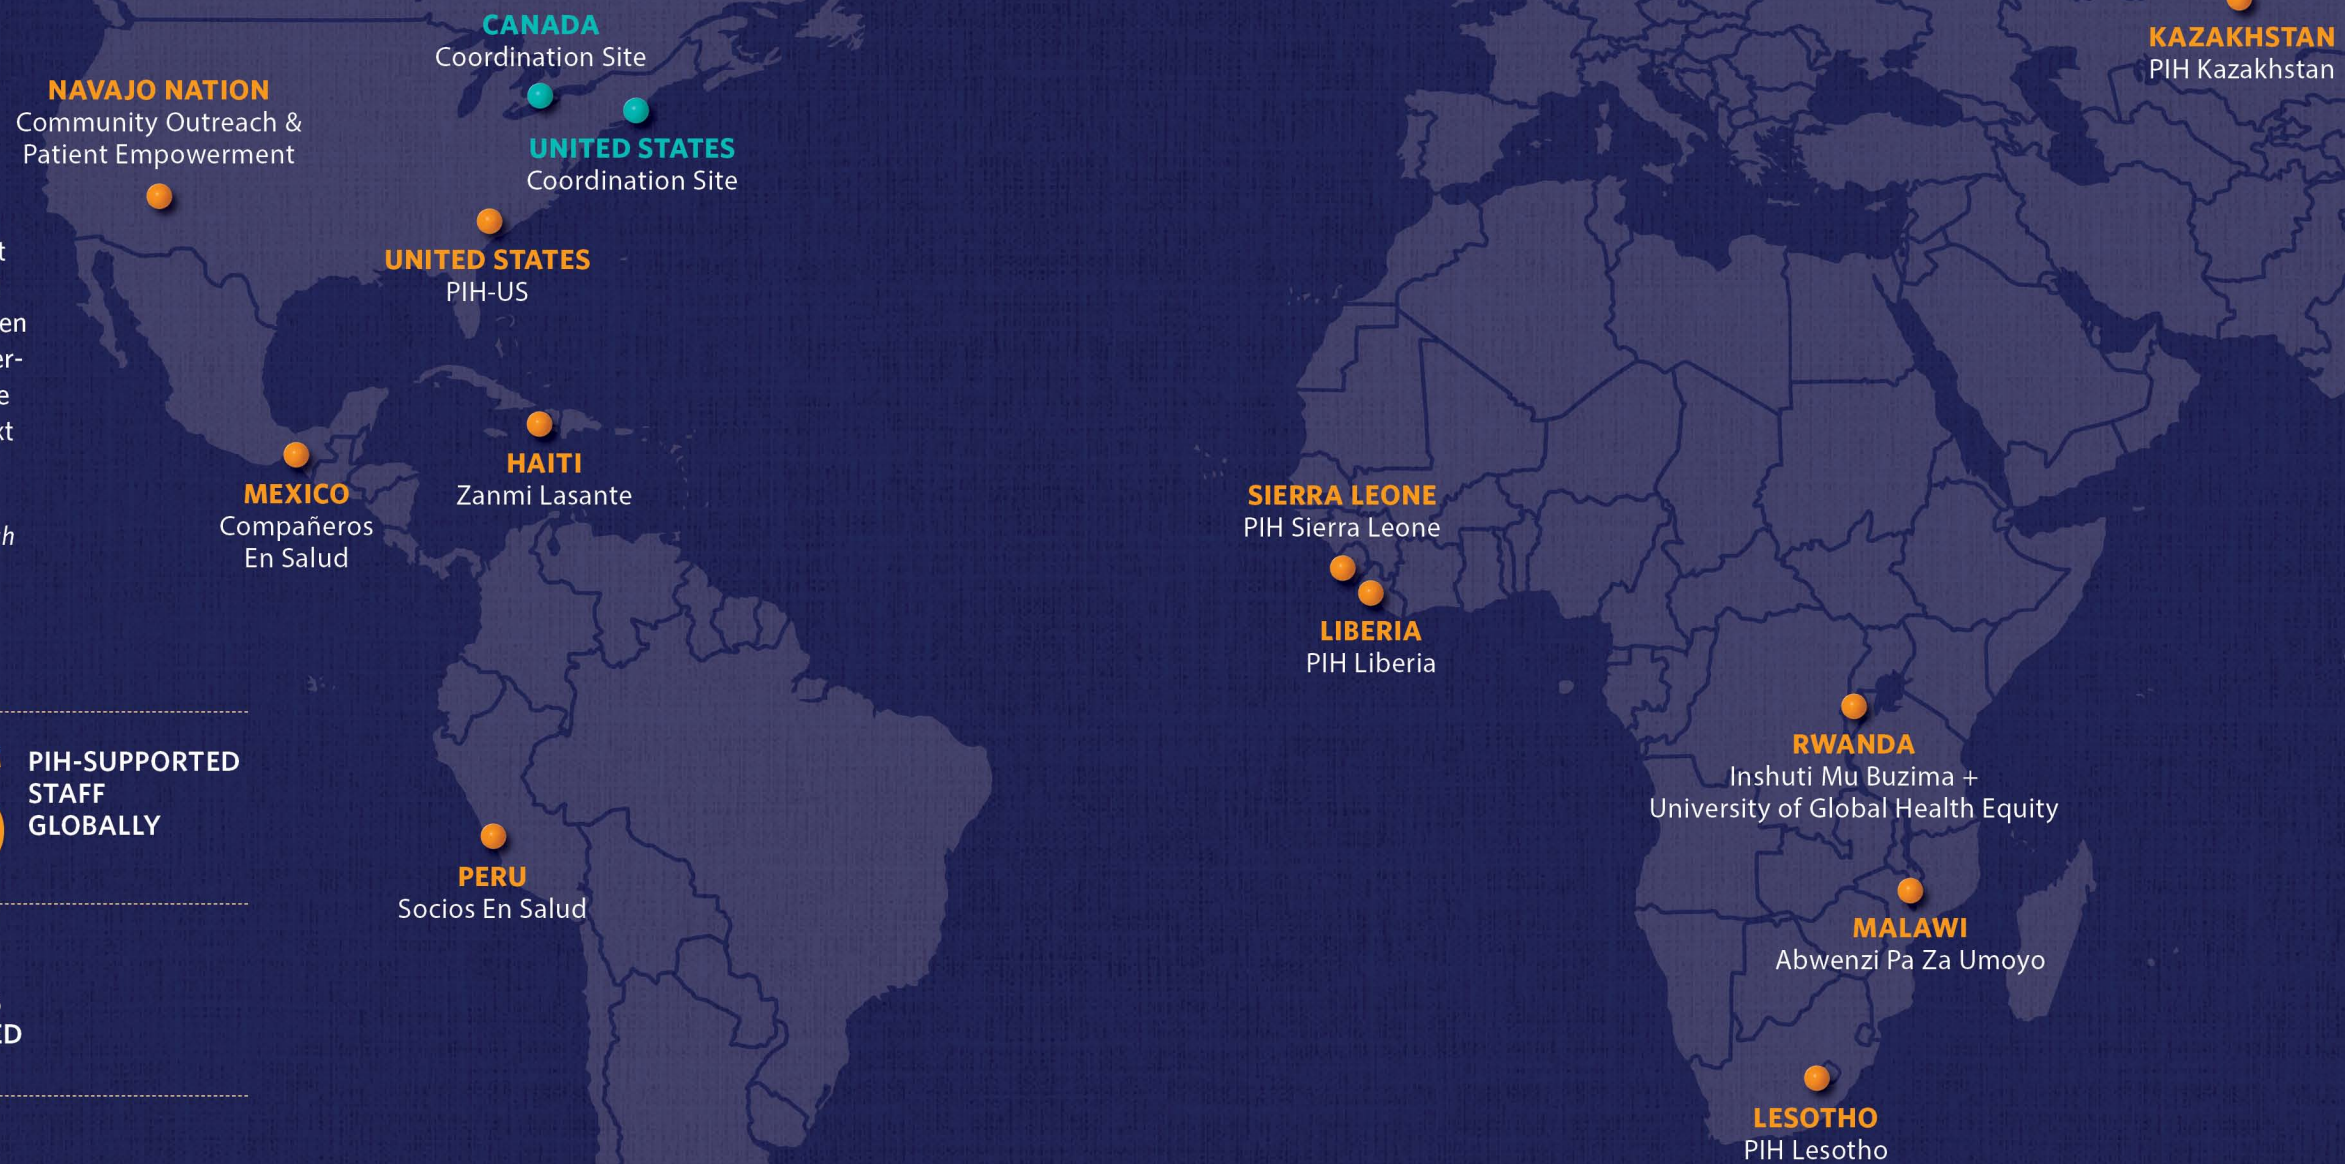 CANADA
Coordination Site
NAVAJO NATION
Community Outreach &
Patient Empowerment
UNITED STATES
Coordination Site
UNITED STATES
PIH-US
HAITI
Zanmi Lasante
MEXICO
Compañeros
En Salud
PERU
Socios En Salud
PIH-SUPPORTED
STAFF
GLOBALLY
KAZAKHSTAN
PIH Kazakhstan
SIERRA LEONE
PIH Sierra Leone
LIBERIA
PIH Liberia
RWANDA
Inshuti Mu Buzima +
University of Global Health Equity
MALAWI
Abwenzi Pa Za Umoyo
LESOTHO
PIH Lesotho